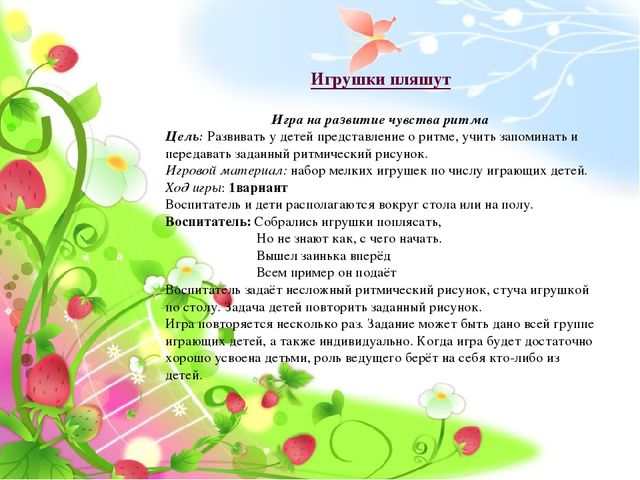 Игрушки пляшут
Игра на развитие чувства ритма
Цель: Развивать у детей представление о ритме, учить запоминать и
передавать заданный ритмический рисунок.
Игровой материал: набор мелких игрушек по числу играющих детей.
Ход игры: 1вариант
Воспитатель и дети располагаются вокруг стола или на полу.
Воспитатель: Собрались игрушки поплясать,
Но не знают как, с чего начать.
Вышел заинька вперёд
Всем пример он подаёт
Воспитатель задаёт несложный ритмический рисунок, стуча игрушкой
по столу. Задача детей повторить заданный рисунок.
Игра повторяется несколько раз. Задание может быть дано всей группе
играющих детей, а также индивидуально. Когда игра будет достаточно
хорошо усвоена детьми, роль ведущего берёт на себя кто-либо из
детей.